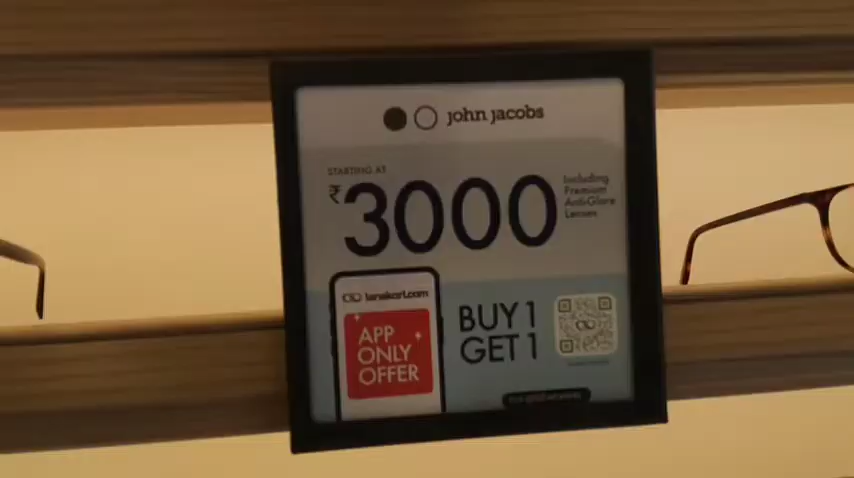 john jacobs
STARTING AT
₹3000
Including
Premium
Anti-Glare
Lenses
lenskart.com
APP
ONLY
OFFER
BUY 1
GET 1